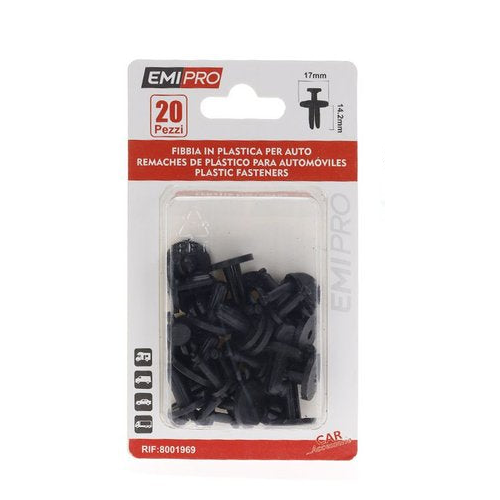 EMIPRO
17mm
14.2mm
20
Pezzi
FIBBIA IN PLASTICA PER AUTO
REMACHES DE PLÁSTICO PARA AUTOMÓVILES
PLASTIC FASTENERS
EMIPRO
CAR
Accessories
RIF:8001969